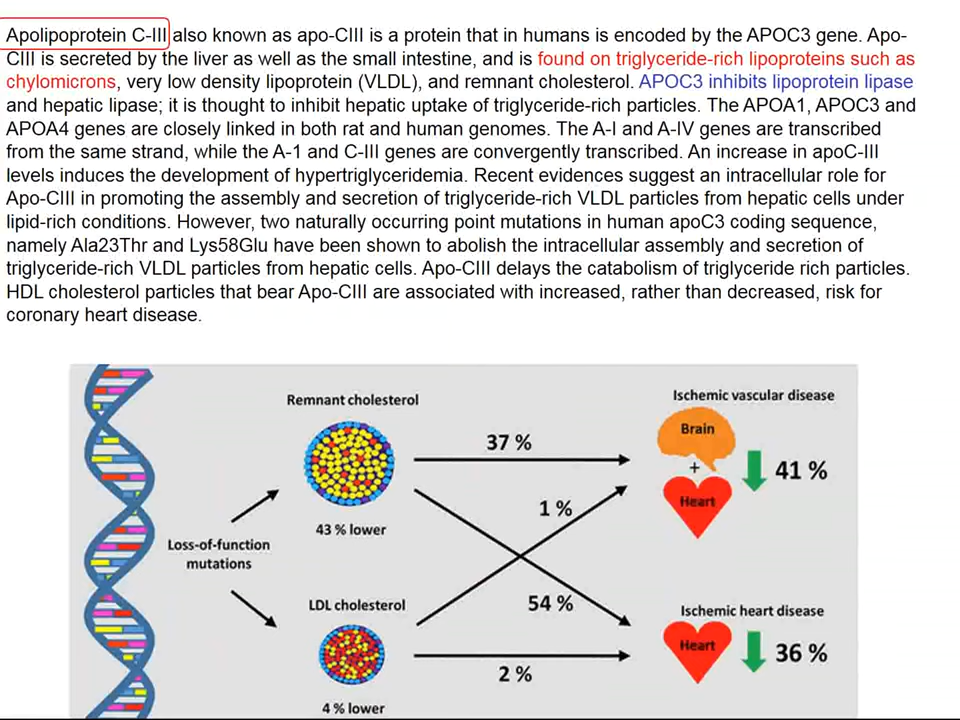 Apolipoprotein C-III also known as apo-CIII is a protein that in humans is encoded by the APOC3 gene. Apo-
CIII is secreted by the liver as well as the small intestine, and is found on triglyceride-rich lipoproteins such as
chylomicrons, very low density lipoprotein (VLDL), and remnant cholesterol. APOC3 inhibits lipoprotein lipase
and hepatic lipase; it is thought to inhibit hepatic uptake of triglyceride-rich particles. The APOA1, APOC3 and
APOA4 genes are closely linked in both rat and human genomes. The A-I and A-IV genes are transcribed
from the same strand, while the A-1 and C-III genes are convergently transcribed. An increase in apoC-III
levels induces the development of hypertriglyceridemia. Recent evidences suggest an intracellular role for
Apo-CIII in promoting the assembly and secretion of triglyceride-rich VLDL particles from hepatic cells under
lipid-rich conditions. However, two naturally occurring point mutations in human apoC3 coding sequence,
namely Ala23Thr and Lys58Glu have been shown to abolish the intracellular assembly and secretion of
triglyceride-rich VLDL particles from hepatic cells. Apo-CIII delays the catabolism of triglyceride rich particles.
HDL cholesterol particles that bear Apo-CIII are associated with increased, rather than decreased, risk for
coronary heart disease.
Remnant cholesterol
43 % lower
Loss-of-function
mutations
LDL cholesterol
4 % lower
37 %
1 %
54 %
2 %
Ischemic vascular disease
Brain
+
Heart
41 %
Ischemic heart disease
Heart
36 %